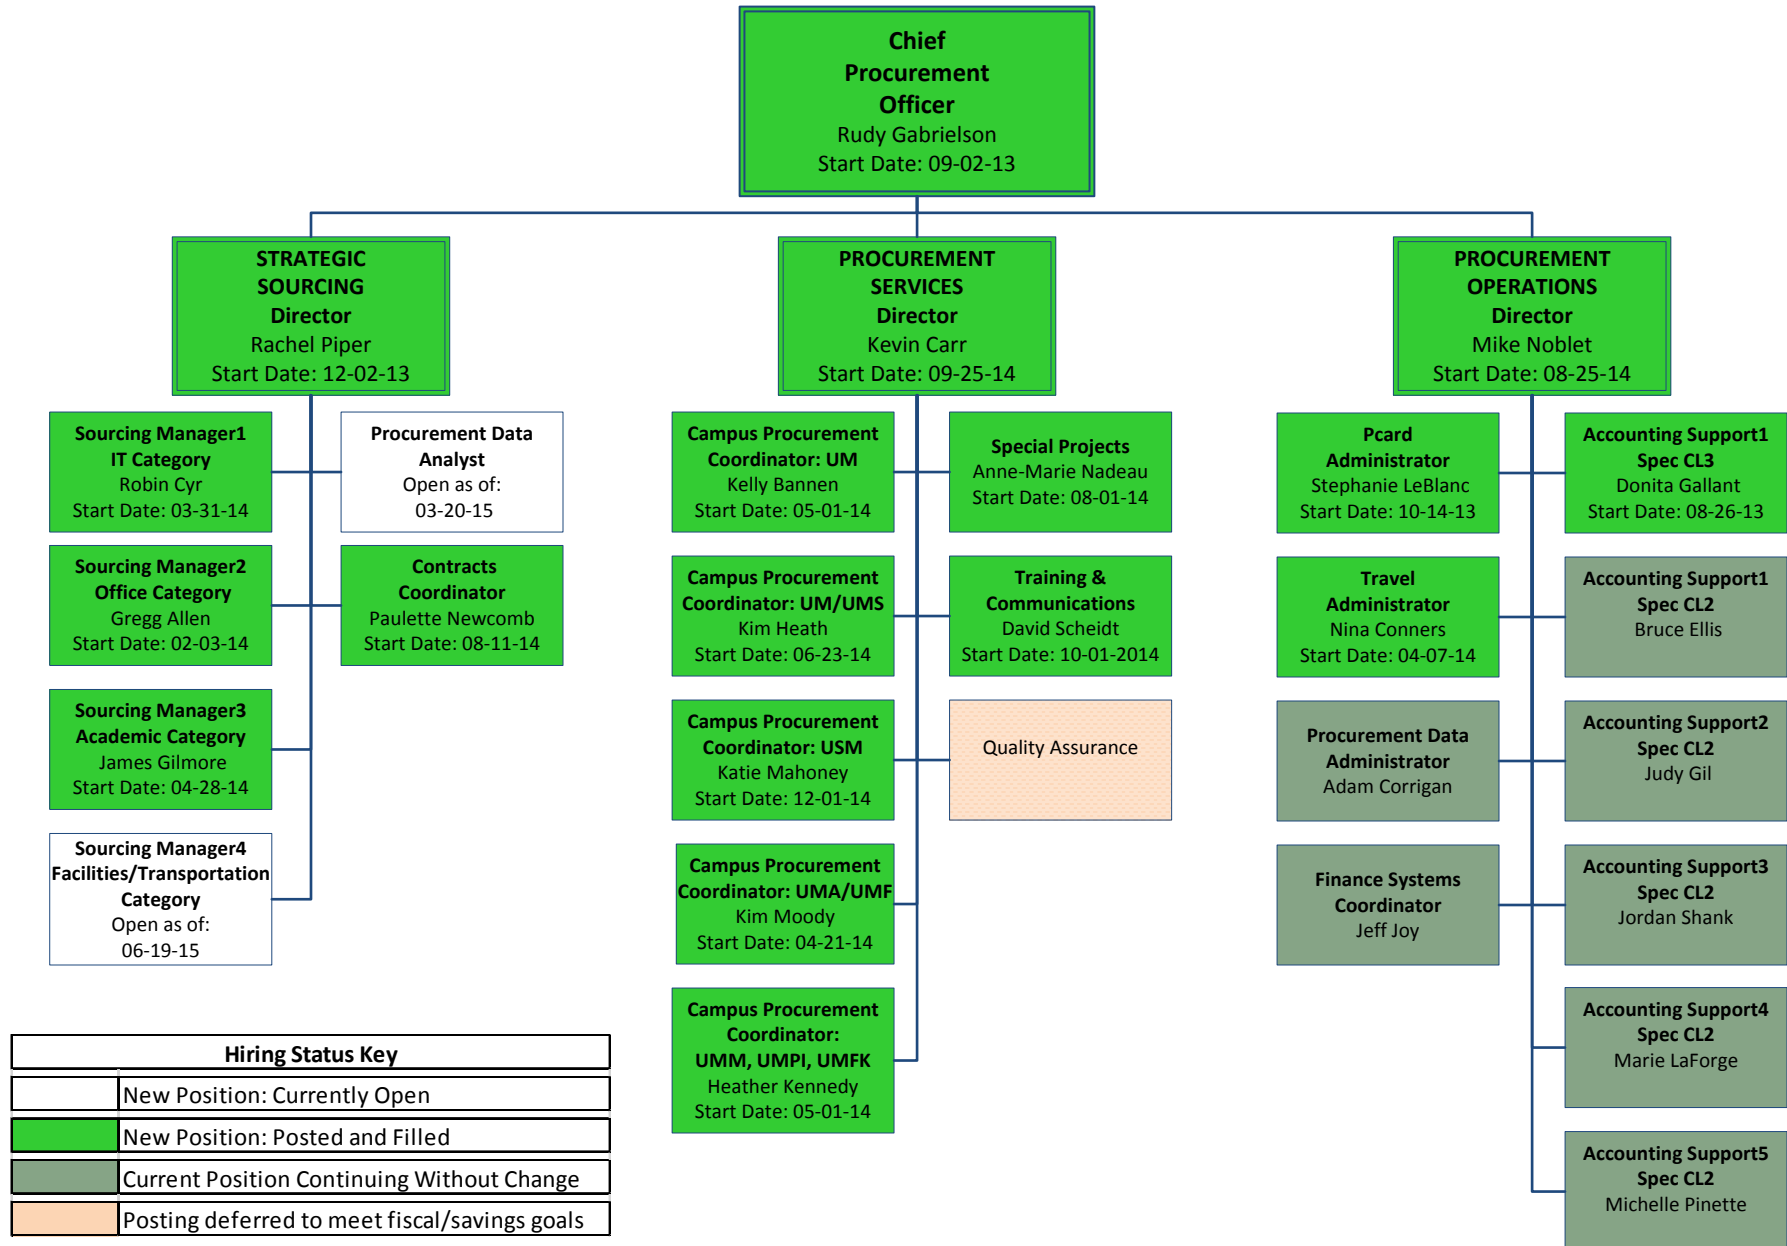 Chief
Procurement
Officer
Rudy Gabrielson
Start Date: 09-02-13
STRATEGIC
SOURCING
Director
Rachel Piper
Start Date: 12-02-13
PROCUREMENT
SERVICES
Director
Kevin Carr
Start Date: 09-25-14
PROCUREMENT
OPERATIONS
Director
Mike Noblet
Start Date: 08-25-14
Sourcing Manager1
IT Category
Robin Cyr
Start Date: 03-31-14
Procurement Data
Analyst
Open as of:
03-20-15
Sourcing Manager2
Office Category
Gregg Allen
Start Date: 02-03-14
Contracts
Coordinator
Paulette Newcomb
Start Date: 08-11-14
Sourcing Manager3
Academic Category
James Gilmore
Start Date: 04-28-14
Sourcing Manager4
Facilities/Transportation
Category
Open as of:
06-19-15
Campus Procurement
Coordinator: UM
Kelly Bannen
Start Date: 05-01-14
Special Projects
Anne-Marie Nadeau
Start Date: 08-01-14
Campus Procurement
Coordinator: UM/UMS
Kim Heath
Start Date: 06-23-14
Training &
Communications
David Scheidt
Start Date: 10-01-2014
Campus Procurement
Coordinator: USM
Katie Mahoney
Start Date: 12-01-14
Quality Assurance
Campus Procurement
Coordinator: UMA/UMF
Kim Moody
Start Date: 04-21-14
Campus Procurement
Coordinator:
UMM, UMPI, UMFK
Heather Kennedy
Start Date: 05-01-14
Pcard
Administrator
Stephanie LeBlanc
Start Date: 10-14-13
Accounting Support1
Spec CL3
Donita Gallant
Start Date: 08-26-13
Travel
Administrator
Nina Conners
Start Date: 04-07-14
Accounting Support1
Spec CL2
Bruce Ellis
Procurement Data
Administrator
Adam Corrigan
Accounting Support2
Spec CL2
Judy Gil
Finance Systems
Coordinator
Jeff Joy
Accounting Support3
Spec CL2
Jordan Shank
Accounting Support4
Spec CL2
Marie LaForge
Accounting Support5
Spec CL2
Michelle Pinette
Hiring Status Key
New Position: Currently Open
New Position: Posted and Filled
Current Position Continuing Without Change
Posting deferred to meet fiscal/savings goals